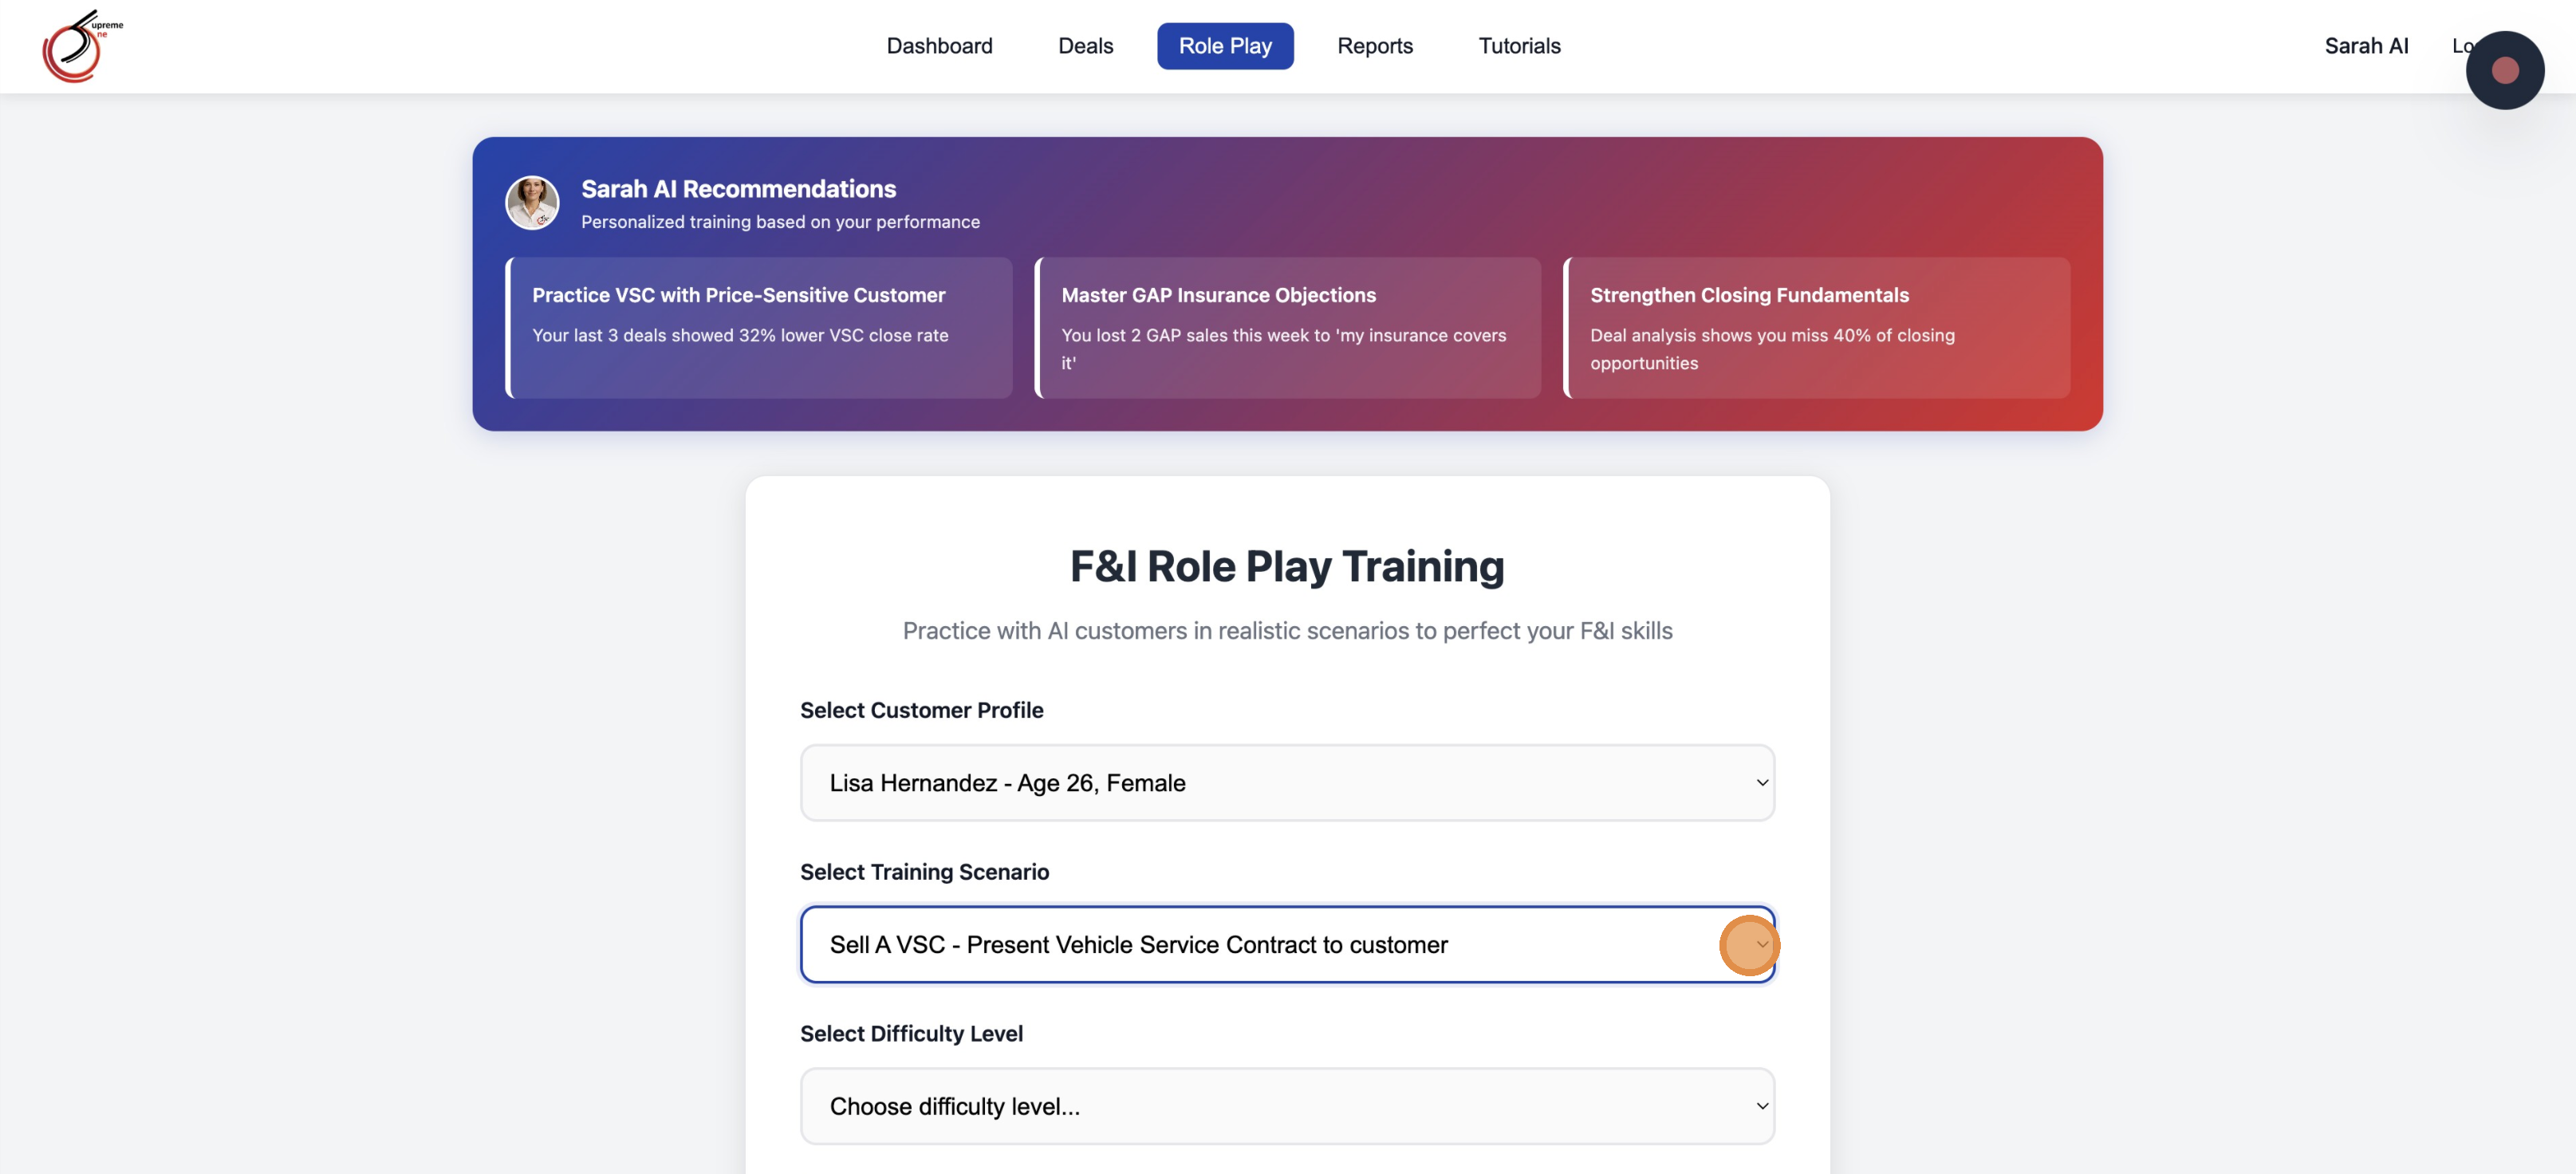 upreme
ne
Dashboard
Deals
Role Play
Reports
Tutorials
Sarah AI
Sarah AI Recommendations
Personalized training based on your performance
Practice VSC with Price-Sensitive Customer
Your last 3 deals showed 32% lower VSC close rate
Master GAP Insurance Objections
You lost 2 GAP sales this week to 'my insurance covers
it'
Strengthen Closing Fundamentals
Deal analysis shows you miss 40% of closing
opportunities
F&I Role Play Training
Practice with AI customers in realistic scenarios to perfect your F&I skills
Select Customer Profile
Lisa Hernandez - Age 26, Female
Select Training Scenario
Sell A VSC - Present Vehicle Service Contract to customer
Select Difficulty Level
Choose difficulty level...